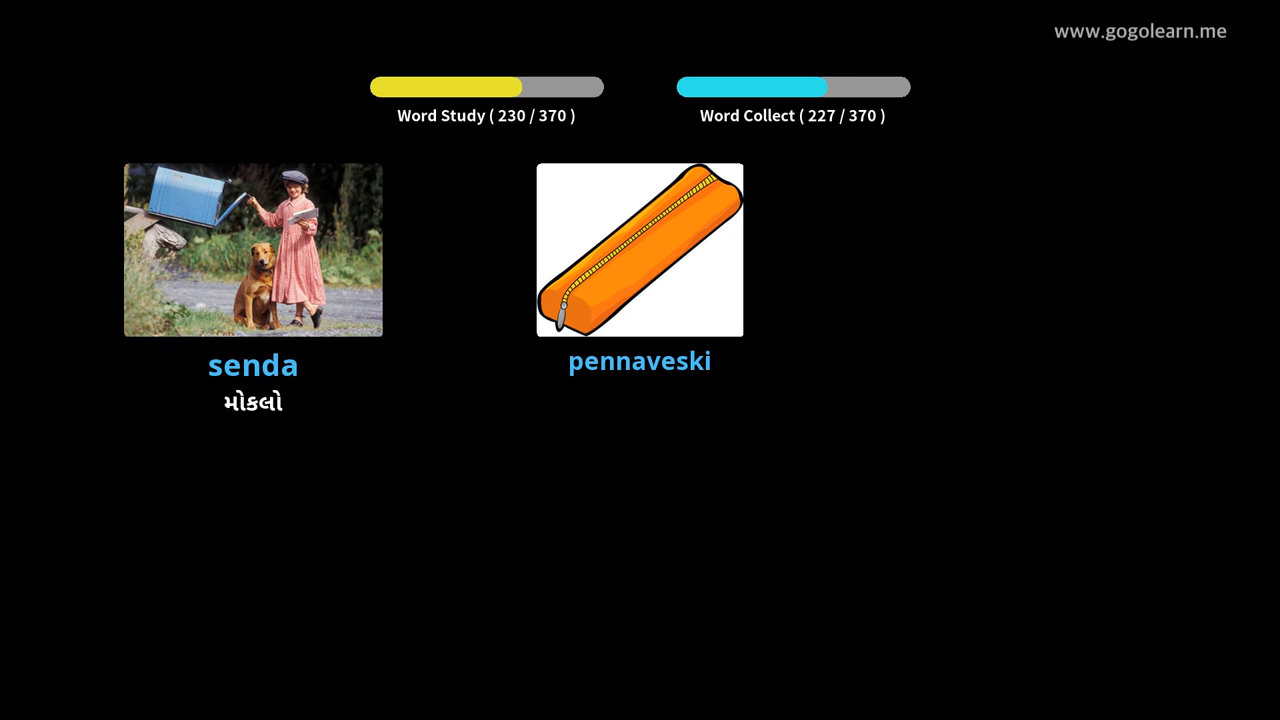 www.gogolearn.me
Word Study ( 230 / 370 )
Word Collect ( 227 / 370 )
senda
મોકલો
pennaveski